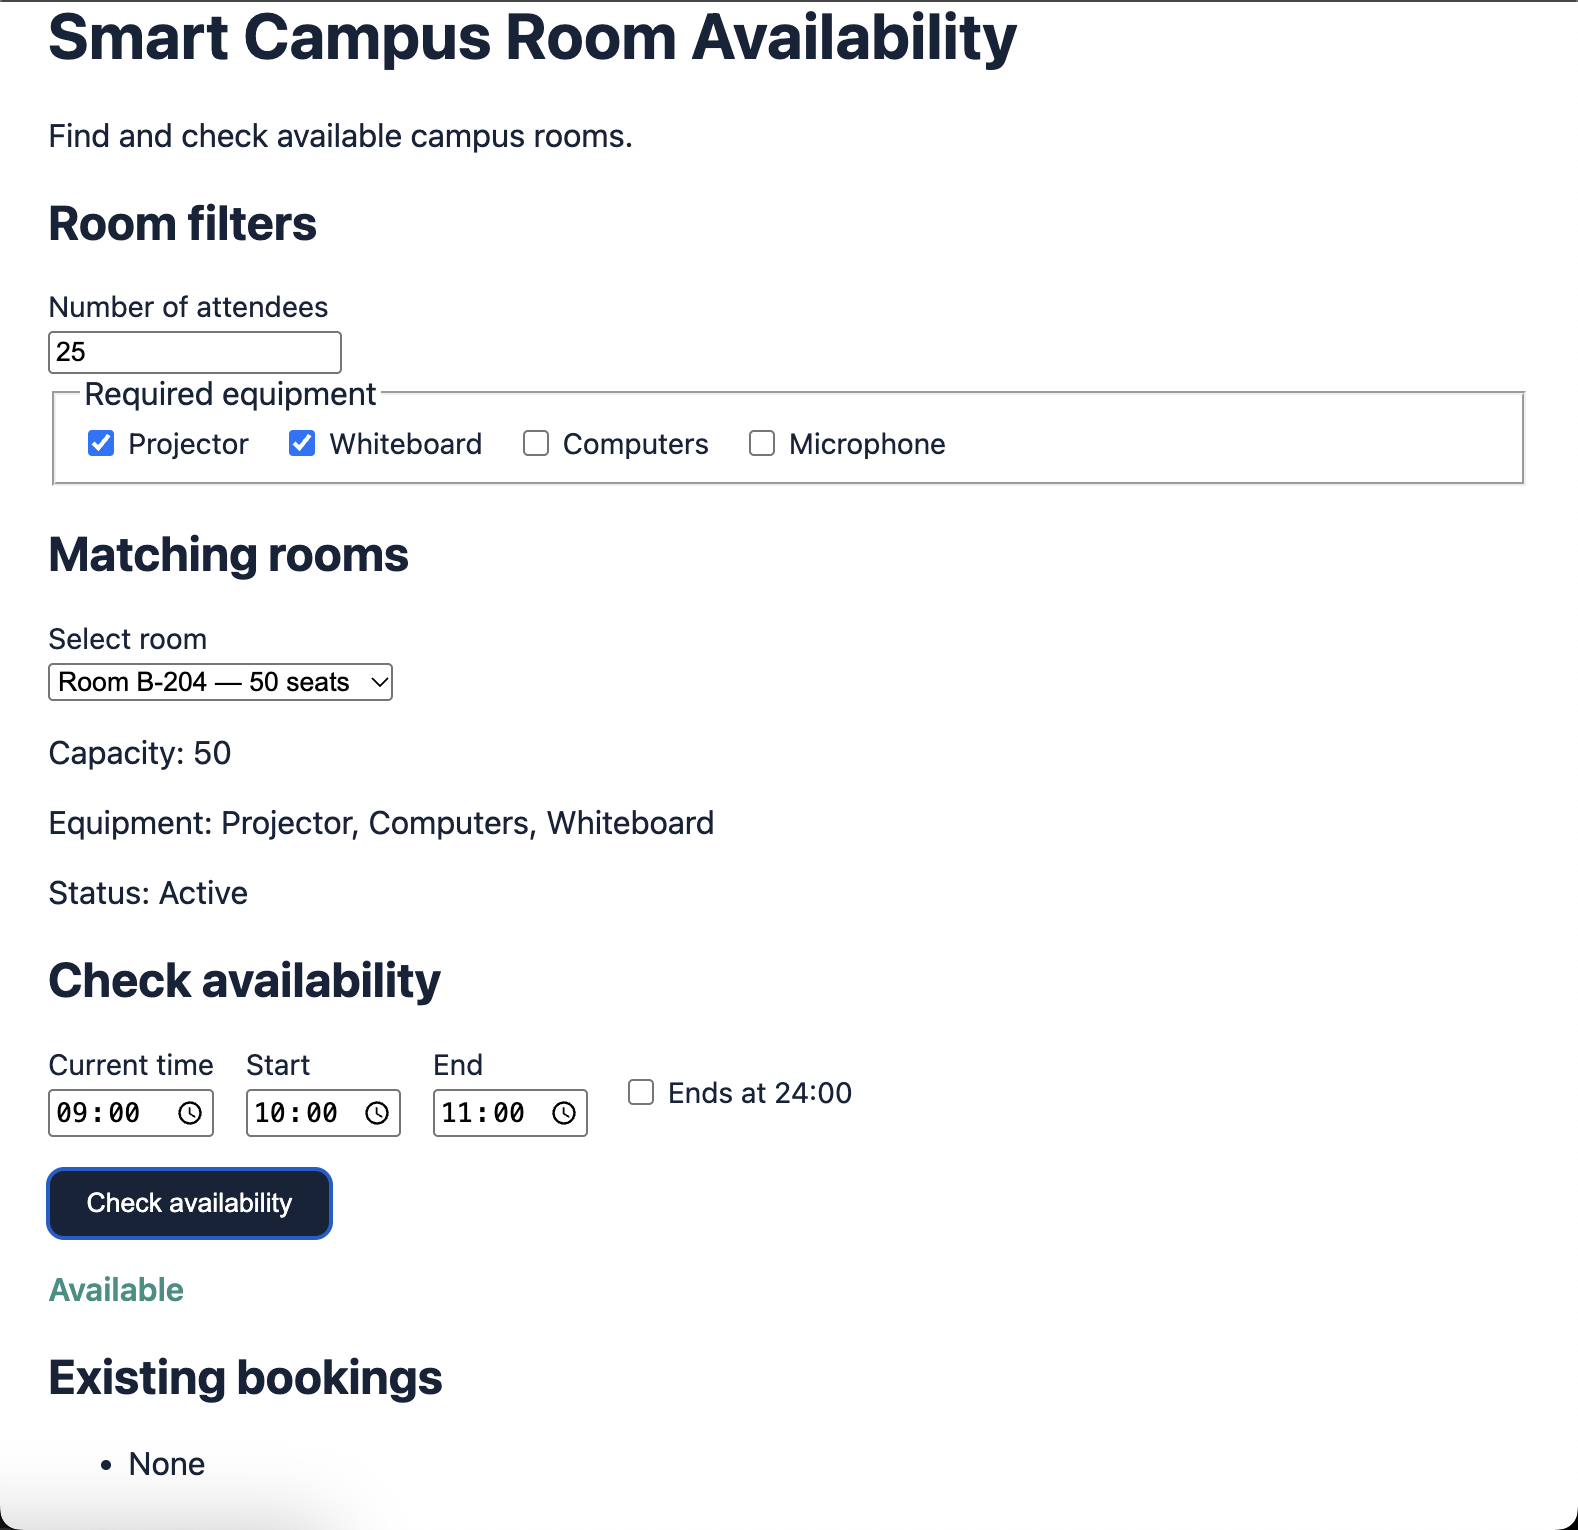 Smart Campus Room Availability
Find and check available campus rooms.
Room filters
Number of attendees
25
Required equipment
Projector Whiteboard Computers Microphone
Matching rooms
Select room
Room B-204 — 50 seats
Capacity: 50
Equipment: Projector, Computers, Whiteboard
Status: Active
Check availability
Current time Start End
09:00 10:00 11:00 Ends at 24:00
Check availability
Available
Existing bookings
• None